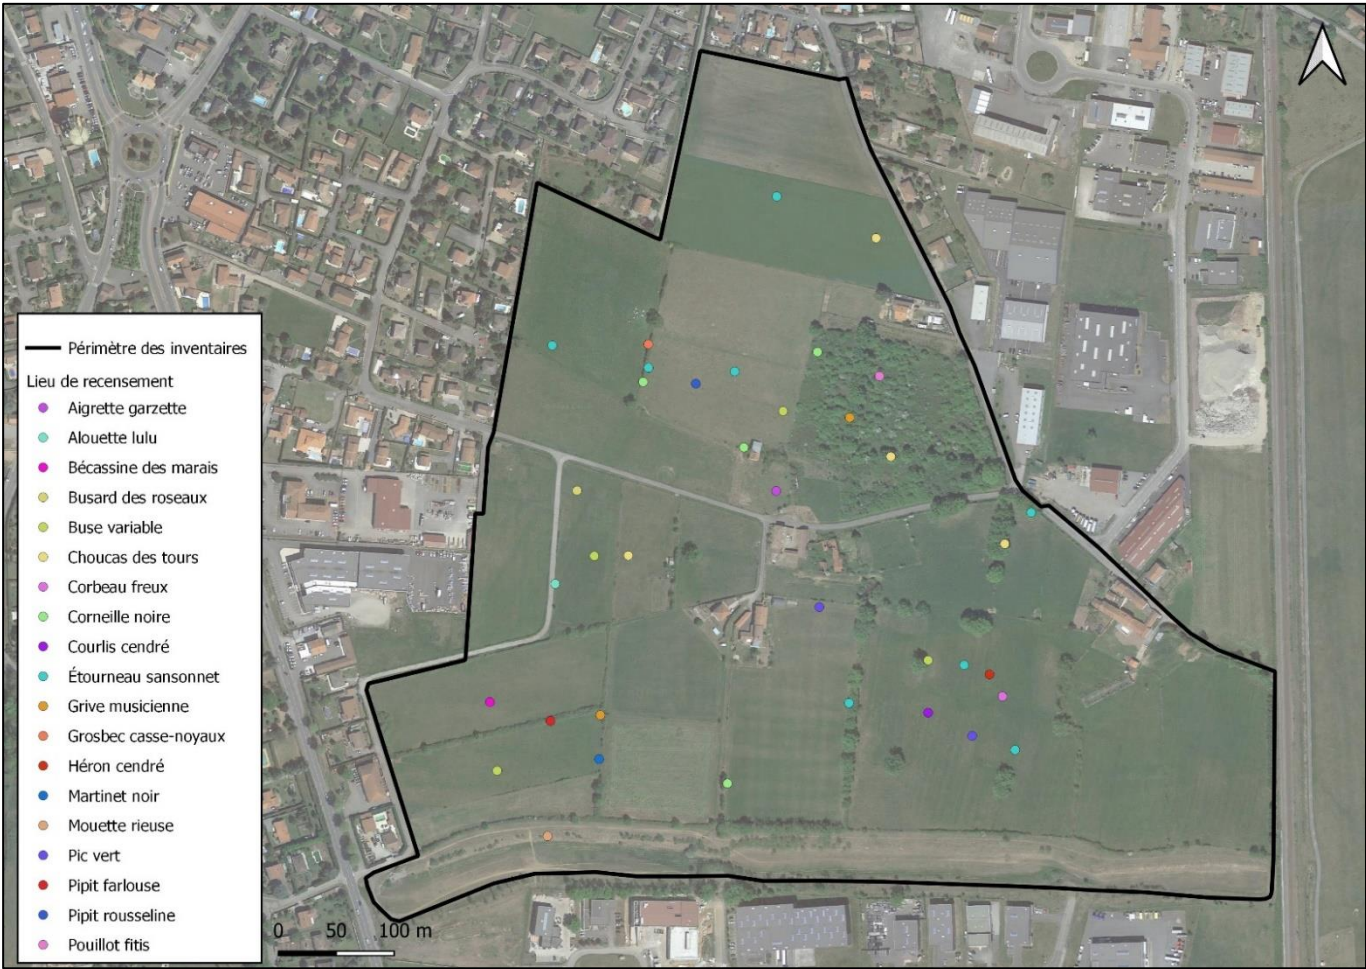 Périmètre des inventaires
Lieu de recensement
Aigrette garzette
Alouette lulu
Bécassine des marais
Busard des roseaux
Buse variable
Choucas des tours
Corbeau freux
Corneille noire
Courlis cendré
Étourneau sansonnet
Grive musicienne
Grosbec casse-noyaux
Héron cendré
Martinet noir
Mouette rieuse
Pic vert
Pipit farlouse
Pipit rousseline
Pouillot fitis
0 50 100 m